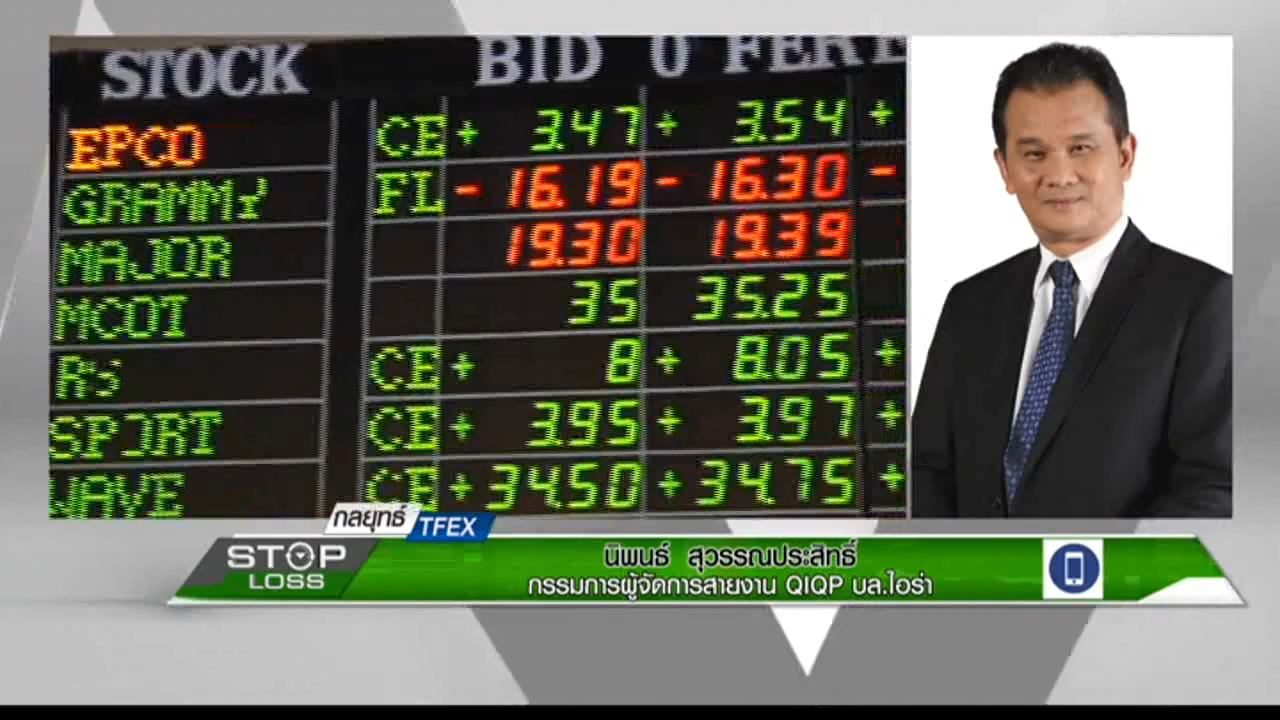 STOCK BID OFFER
EPCO CE + 3.47 + 3.54 +
GRAMMY FL - 16.19 - 16.30 -
MAJOR 19.30 19.39
MCOT 35 35.25
RS CE + 8 + 8.05 +
SPORT CE + 3.95 + 3.97 +
WAVE CE + 34.50 + 34.75 +
กลยุทธ์ TFEX
STOP LOSS
นิพนธ์ สุวรรณประสิทธิ์
กรรมการผู้จัดการสายงาน QIQP บล.ไอร่า